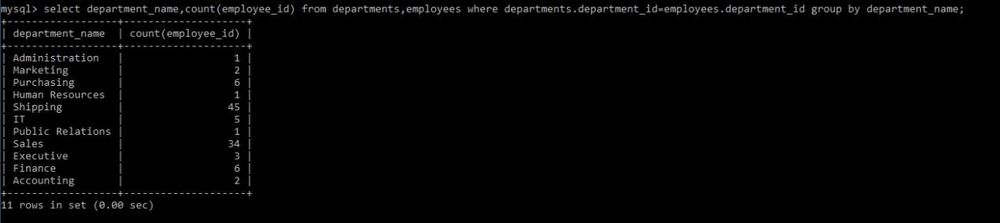 mysql> select department_name,count(employee_id) from departments,employees where departments.department_id=employees.department_id group by department_name;
+------------------+--------------------+
| department_name  | count(employee_id) |
+------------------+--------------------+
| Administration   |                  1 |
| Marketing        |                  2 |
| Purchasing       |                  6 |
| Human Resources  |                  1 |
| Shipping         |                 45 |
| IT               |                  5 |
| Public Relations |                  1 |
| Sales            |                 34 |
| Executive        |                  3 |
| Finance          |                  6 |
| Accounting       |                  2 |
+------------------+--------------------+
11 rows in set (0.00 sec)